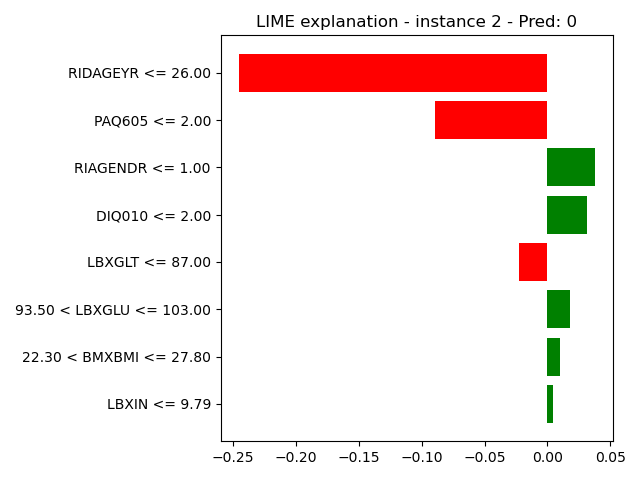 LIME explanation - instance 2 - Pred: 0
RIDAGEYR <= 26.00
PAQ605 <= 2.00
RIAGENDR <= 1.00
DIQ010 <= 2.00
LBXGLT <= 87.00
93.50 < LBXGLU <= 103.00
22.30 < BMXBMI <= 27.80
LBXIN <= 9.79
−0.25 −0.20 −0.15 −0.10 −0.05 0.00 0.05